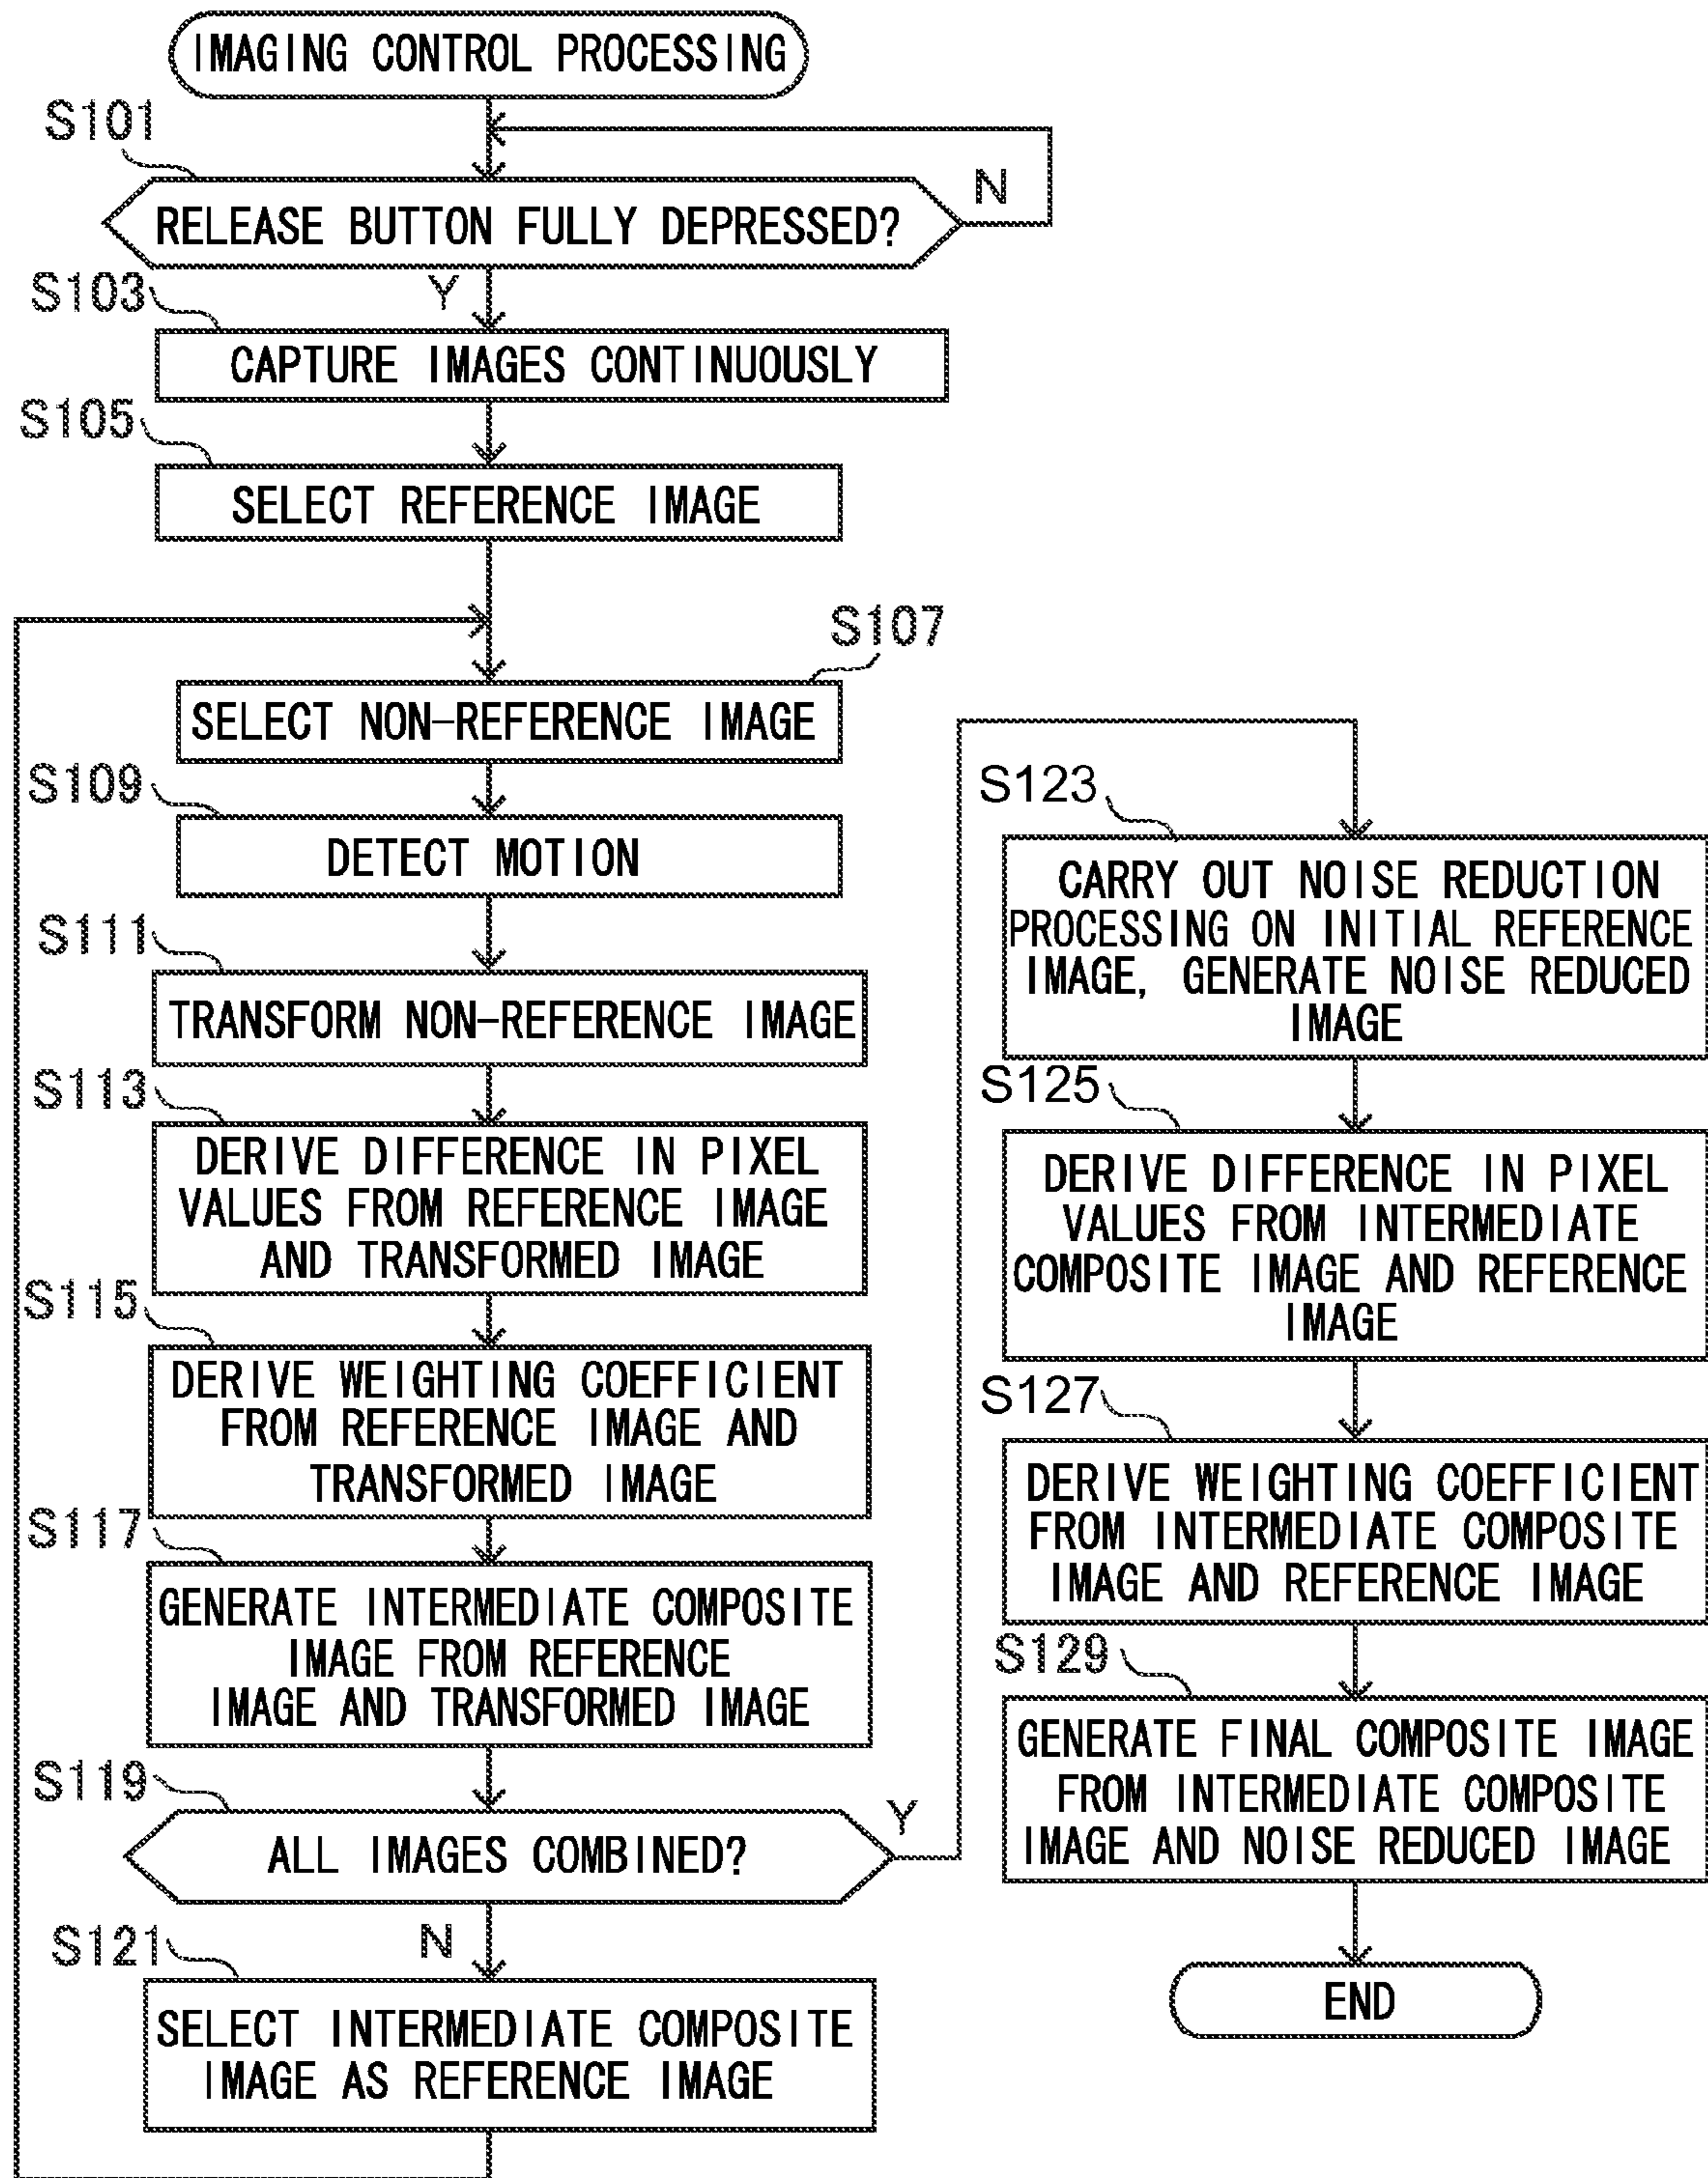 IMAGING CONTROL PROCESSING
S101
RELEASE BUTTON FULLY DEPRESSED?
N
Y
S103
CAPTURE IMAGES CONTINUOUSLY
S105
SELECT REFERENCE IMAGE
S107
SELECT NON-REFERENCE IMAGE
S109
DETECT MOTION
S111
TRANSFORM NON-REFERENCE IMAGE
S113
DERIVE DIFFERENCE IN PIXEL
VALUES FROM REFERENCE IMAGE
AND TRANSFORMED IMAGE
S115
DERIVE WEIGHTING COEFFICIENT
FROM REFERENCE IMAGE AND
TRANSFORMED IMAGE
S117
GENERATE INTERMEDIATE COMPOSITE
IMAGE FROM REFERENCE
IMAGE AND TRANSFORMED IMAGE
S119
ALL IMAGES COMBINED?
Y
N
S121
SELECT INTERMEDIATE COMPOSITE
IMAGE AS REFERENCE IMAGE
S123
CARRY OUT NOISE REDUCTION
PROCESSING ON INITIAL REFERENCE
IMAGE, GENERATE NOISE REDUCED
IMAGE
S125
DERIVE DIFFERENCE IN PIXEL
VALUES FROM INTERMEDIATE
COMPOSITE IMAGE AND REFERENCE
IMAGE
S127
DERIVE WEIGHTING COEFFICIENT
FROM INTERMEDIATE COMPOSITE
IMAGE AND REFERENCE IMAGE
S129
GENERATE FINAL COMPOSITE IMAGE
FROM INTERMEDIATE COMPOSITE
IMAGE AND NOISE REDUCED IMAGE
END